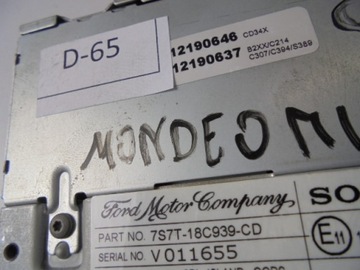 D-65
12190646 CD34X
12190637 B2XX/C214
C307/C394/S389
MONDEO
Ford Motor Company
SO
PART NO. 7S7T-18C939-CD
SERIAL NO. V011655
E11